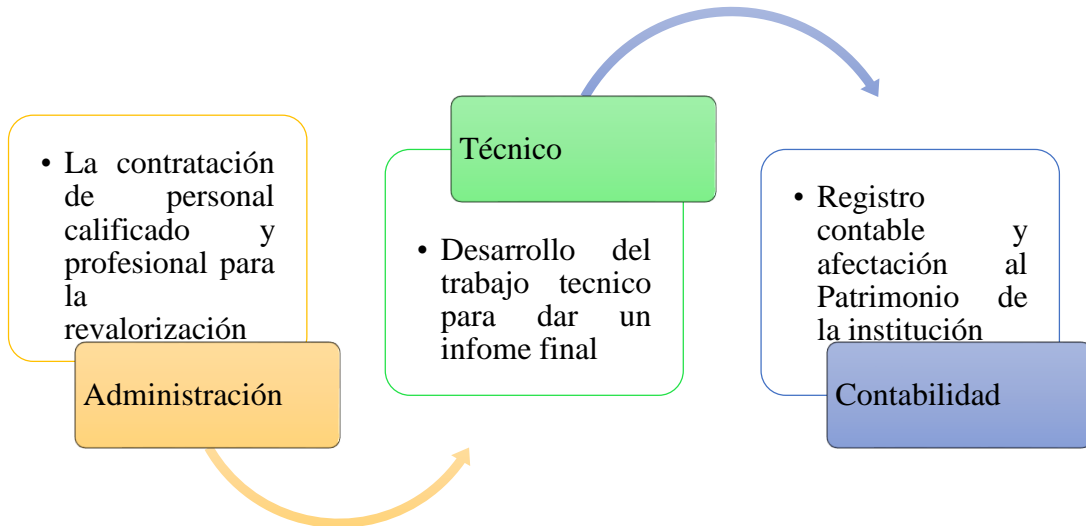 • La contratación
de personal
calificado y
profesional para
la
revalorización
Administración
Técnico
• Desarrollo del
trabajo tecnico
para dar un
infome final
• Registro
contable y
afectación al
Patrimonio de
la institución
Contabilidad